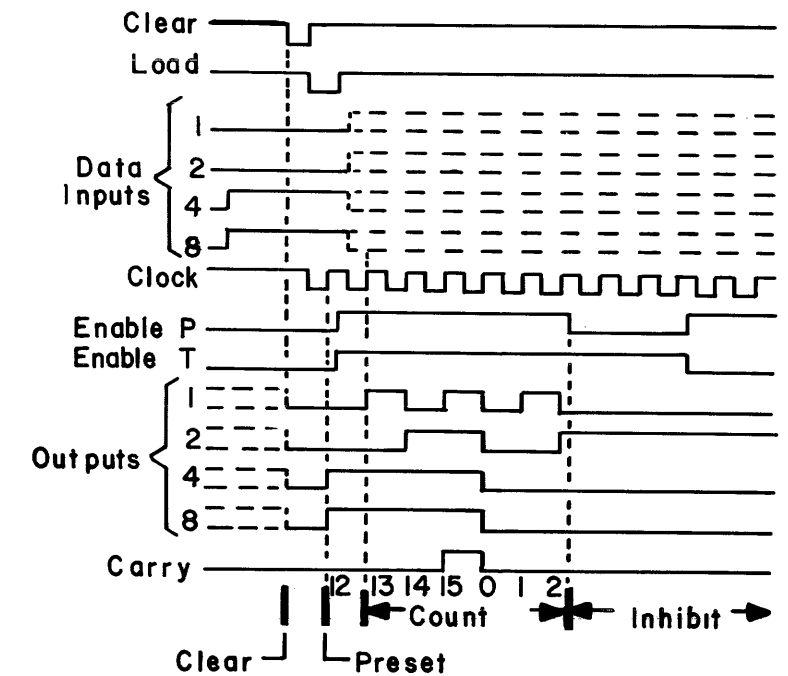 Clear
Load
1
2
Data
Inputs
4
8
Clock
Enable P
Enable T
1
2
Outputs
4
8
Carry
12 13 14 15 0 1 2
Count
Inhibit
Clear
Preset